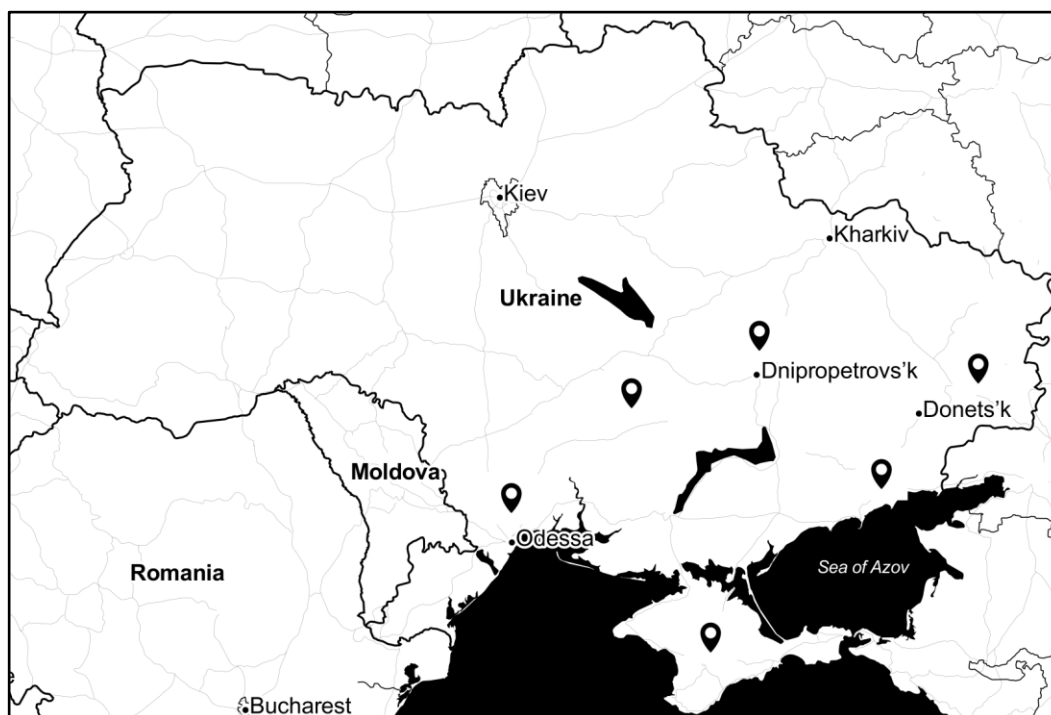 Kiev
Kharkiv
Ukraine
Dnipropetrovs'k
Donets'k
Moldova
Odessa
Romania
Sea of Azov
e
Bucharest